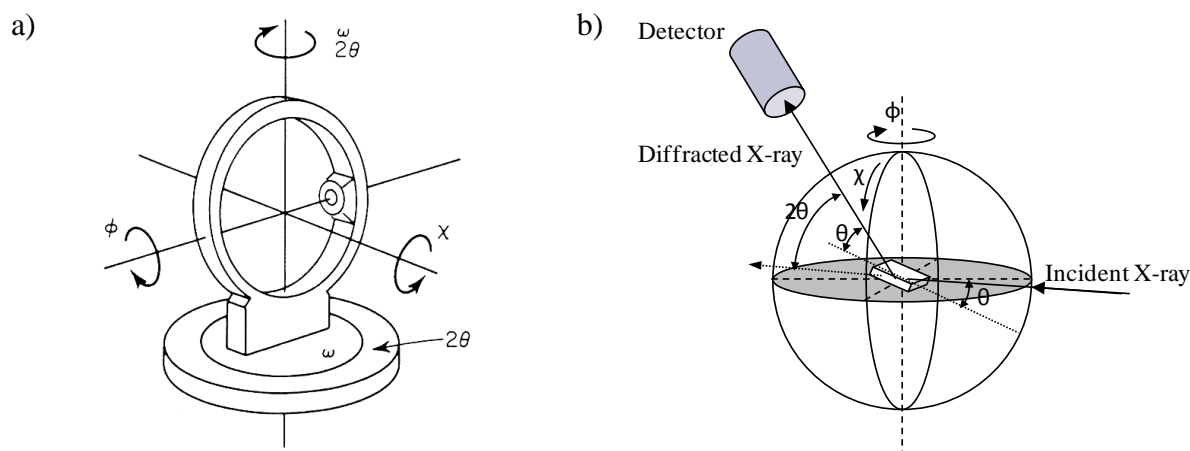 a)
ω
2θ
ϕ
χ
ω
2θ
b)
Detector
ϕ
Diffracted X-ray
χ
2θ
θ
Incident X-ray
θ